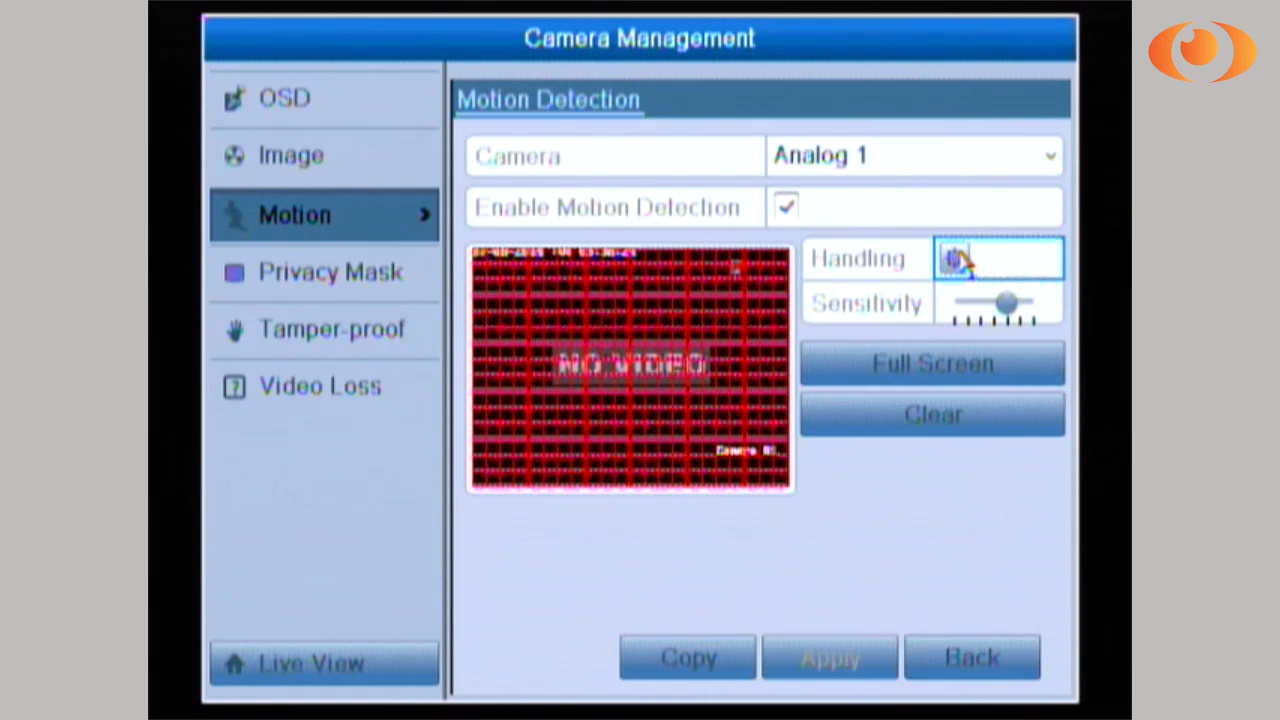 Camera Management
OSD
Image
Motion
Privacy Mask
Tamper-proof
Video Loss
Live View
Motion Detection
Camera
Analog 1
Enable Motion Detection
NO VIDEO
Handling
Sensitivity
Full Screen
Clear
Copy
Apply
Back